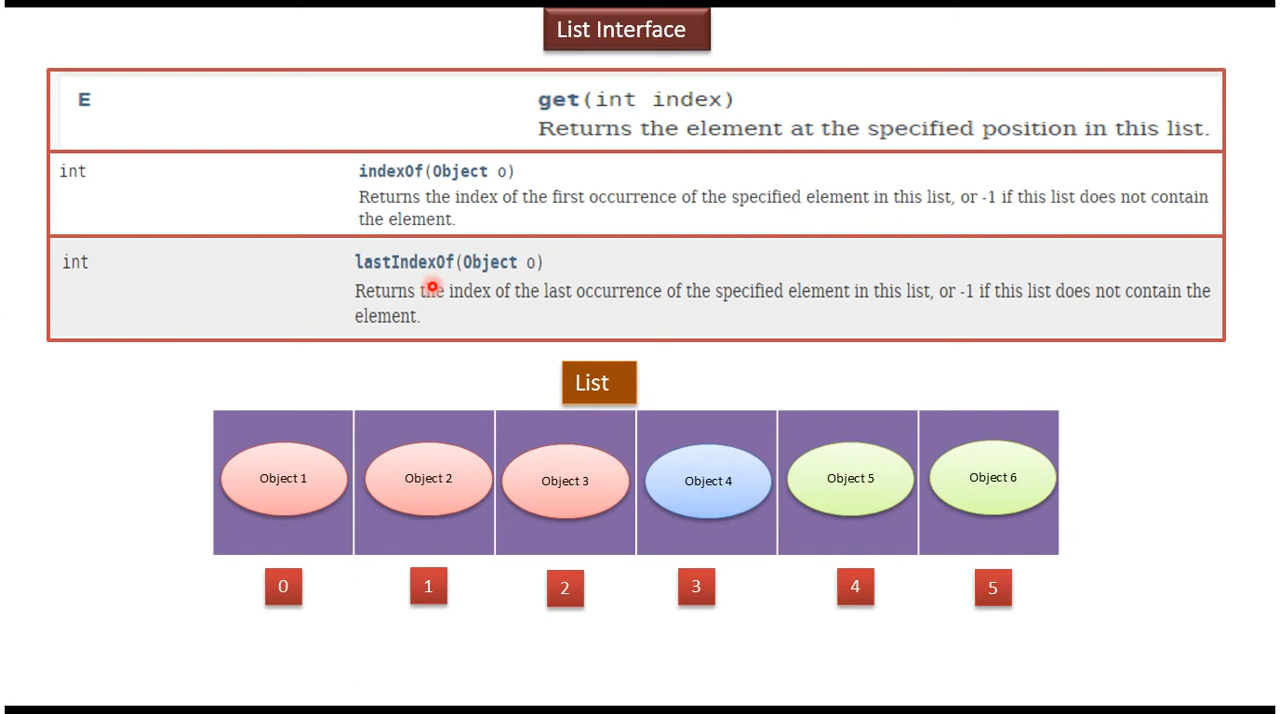 List Interface
E get(int index)
Returns the element at the specified position in this list.
int indexOf(Object o)
Returns the index of the first occurrence of the specified element in this list, or -1 if this list does not contain
the element.
int lastIndexOf(Object o)
Returns the index of the last occurrence of the specified element in this list, or -1 if this list does not contain the
element.
List
Object 1 Object 2 Object 3 Object 4 Object 5 Object 6
0 1 2 3 4 5